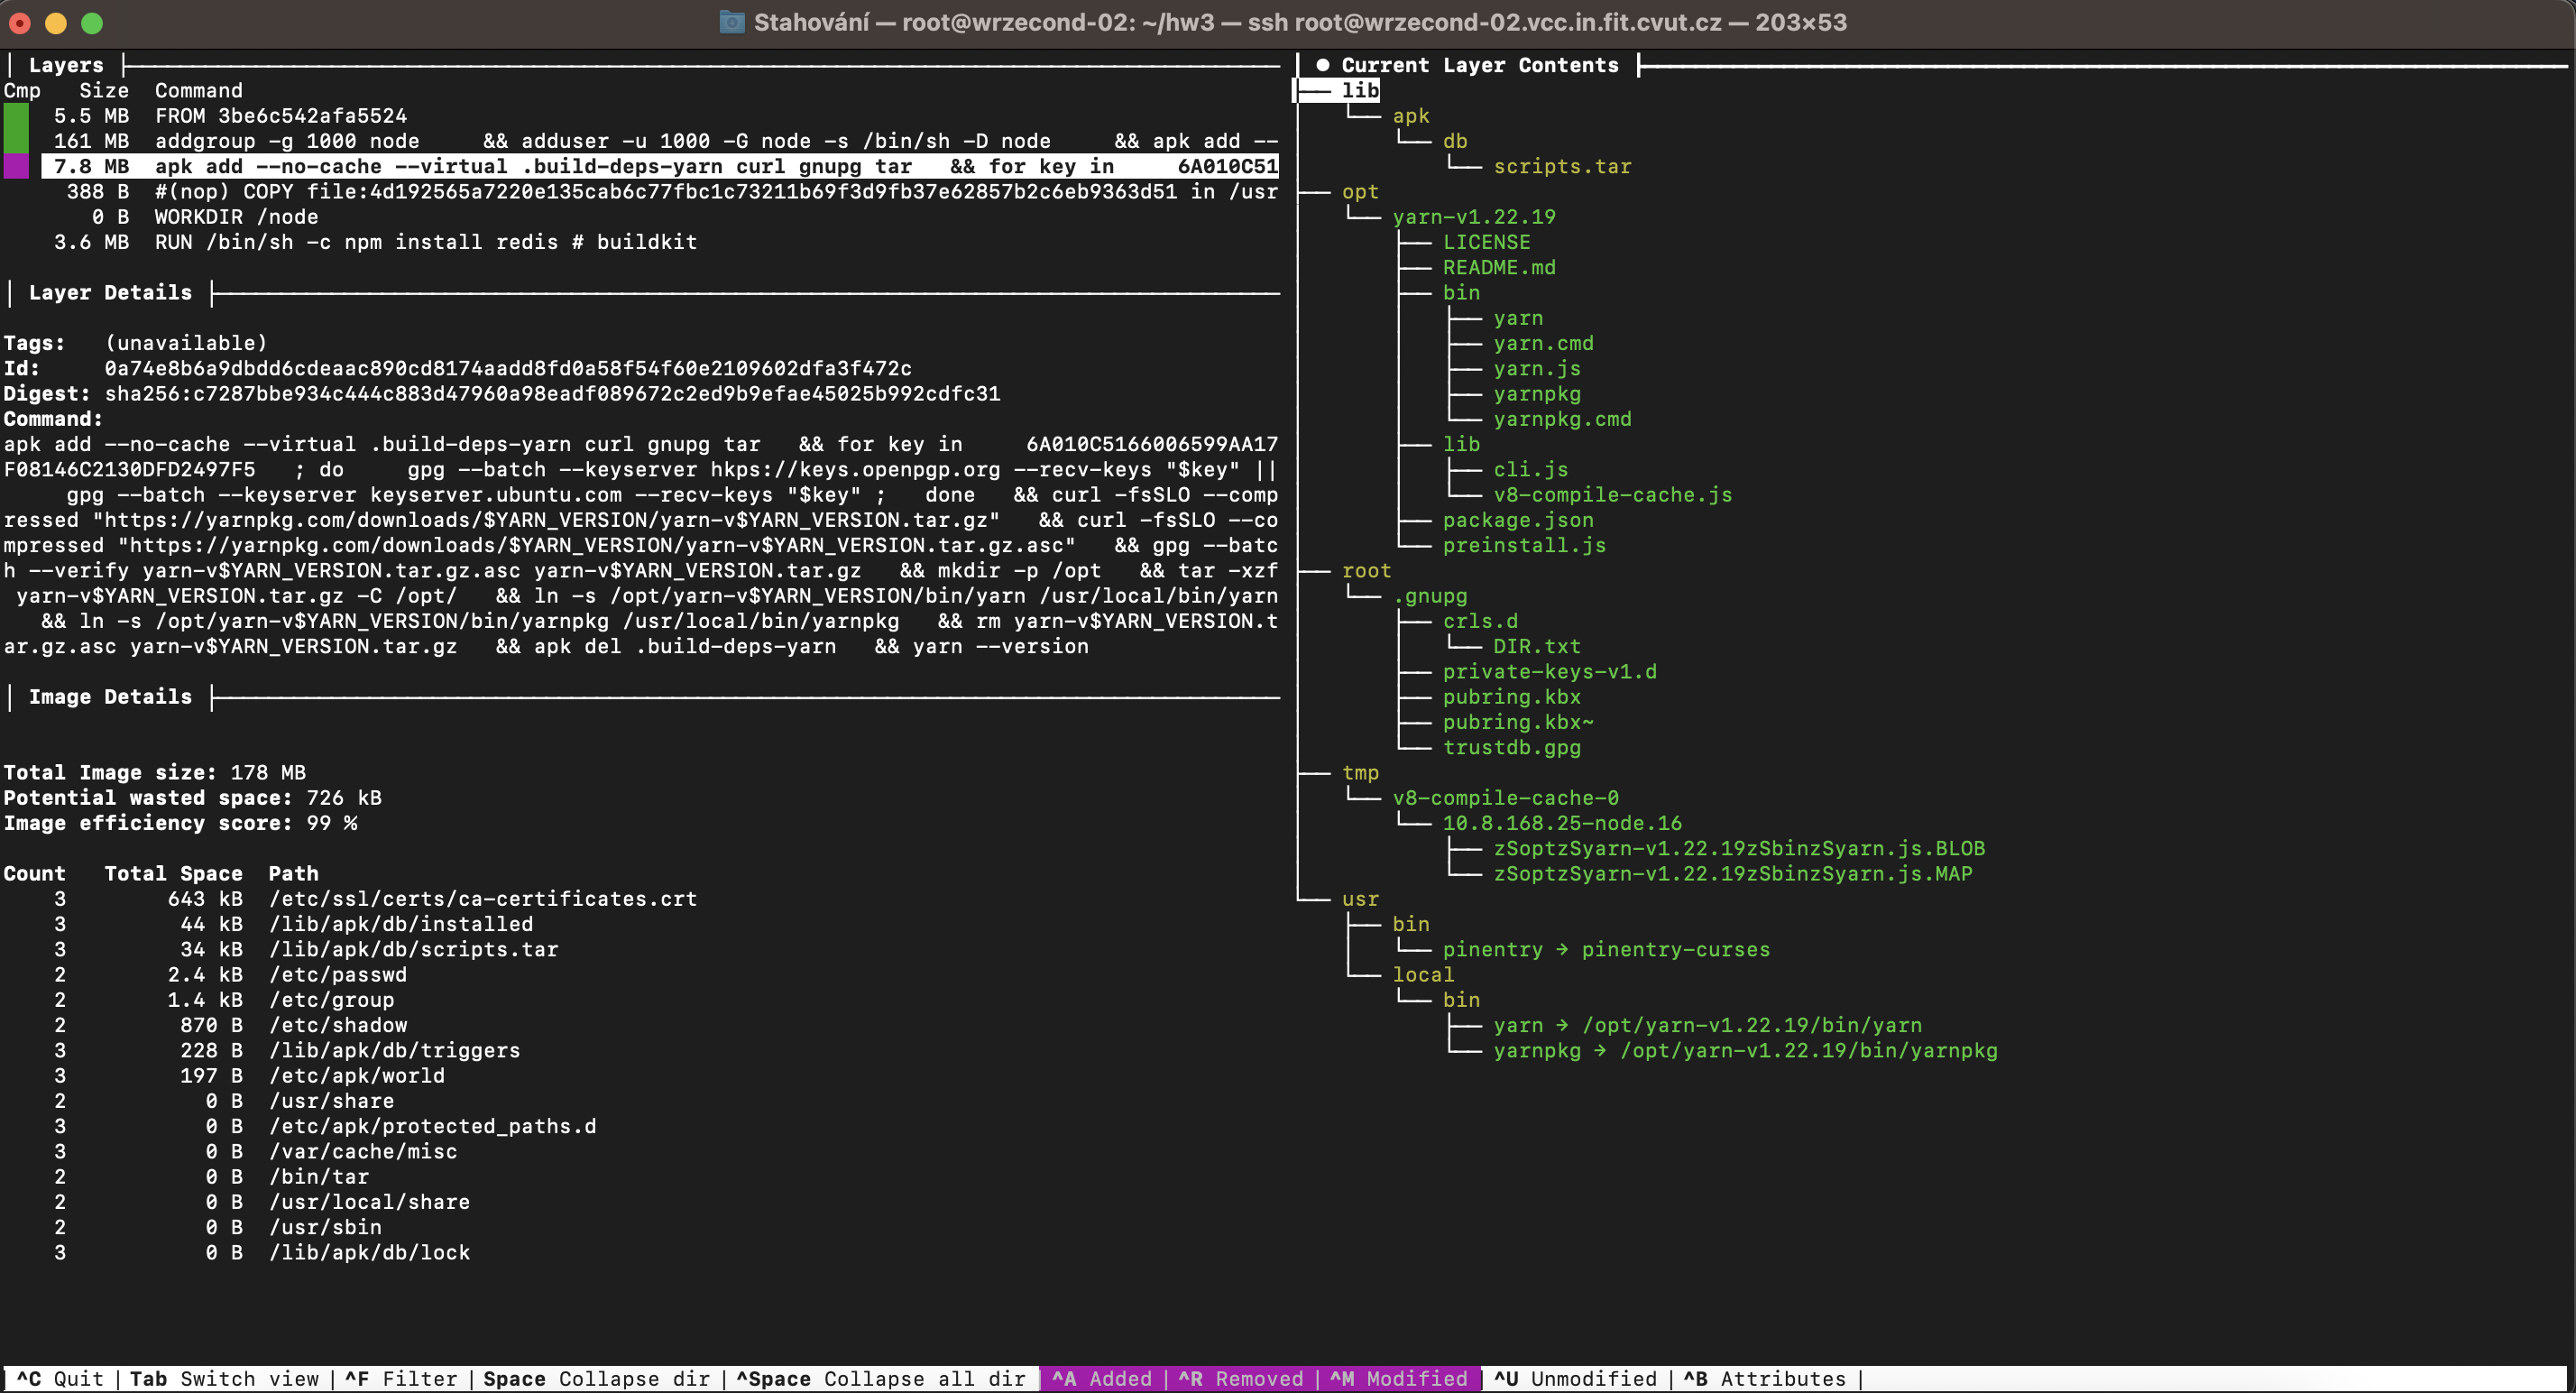 Stahování — root@wrzecond-02: ~/hw3 — ssh root@wrzecond-02.vcc.in.fit.cvut.cz — 203×53
│ Layers ├
Cmp Size Command
5.5 MB FROM 3be6c542afa5524
161 MB addgroup -g 1000 node && adduser -u 1000 -G node -s /bin/sh -D node && apk add --
7.8 MB apk add --no-cache --virtual .build-deps-yarn curl gnupg tar && for key in 6A010C51
388 B #(nop) COPY file:4d192565a7220e135cab6c77fbc1c73211b69f3d9fb37e62857b2c6eb9363d51 in /usr
0 B WORKDIR /node
3.6 MB RUN /bin/sh -c npm install redis # buildkit
│ Layer Details ├
Tags: (unavailable)
Id: 0a74e8b6a9dbdd6cdeaac890cd8174aadd8fd0a58f54f60e2109602dfa3f472c
Digest: sha256:c7287bbe934c444c883d47960a98eadf089672c2ed9b9efae45025b992cdfc31
Command:
apk add --no-cache --virtual .build-deps-yarn curl gnupg tar && for key in 6A010C5166006599AA17
F08146C2130DFD2497F5 ; do gpg --batch --keyserver hkps://keys.openpgp.org --recv-keys "$key" ||
gpg --batch --keyserver keyserver.ubuntu.com --recv-keys "$key" ; done && curl -fsSLO --comp
ressed "https://yarnpkg.com/downloads/$YARN_VERSION/yarn-v$YARN_VERSION.tar.gz" && curl -fsSLO --co
mpressed "https://yarnpkg.com/downloads/$YARN_VERSION/yarn-v$YARN_VERSION.tar.gz.asc" && gpg --batc
h --verify yarn-v$YARN_VERSION.tar.gz.asc yarn-v$YARN_VERSION.tar.gz && mkdir -p /opt && tar -xzf
yarn-v$YARN_VERSION.tar.gz -C /opt/ && ln -s /opt/yarn-v$YARN_VERSION/bin/yarn /usr/local/bin/yarn
&& ln -s /opt/yarn-v$YARN_VERSION/bin/yarnpkg /usr/local/bin/yarnpkg && rm yarn-v$YARN_VERSION.t
ar.gz.asc yarn-v$YARN_VERSION.tar.gz && apk del .build-deps-yarn && yarn --version
│ Image Details ├
Total Image size: 178 MB
Potential wasted space: 726 kB
Image efficiency score: 99 %
Count Total Space Path
3 643 kB /etc/ssl/certs/ca-certificates.crt
3 44 kB /lib/apk/db/installed
3 34 kB /lib/apk/db/scripts.tar
2 2.4 kB /etc/passwd
2 1.4 kB /etc/group
2 870 B /etc/shadow
3 228 B /lib/apk/db/triggers
3 197 B /etc/apk/world
2 0 B /usr/share
3 0 B /etc/apk/protected_paths.d
3 0 B /var/cache/misc
2 0 B /bin/tar
2 0 B /usr/local/share
2 0 B /usr/sbin
3 0 B /lib/apk/db/lock
│ ● Current Layer Contents ├
├── lib
│ └── apk
│ └── db
│ └── scripts.tar
├── opt
│ └── yarn-v1.22.19
│ ├── LICENSE
│ ├── README.md
│ ├── bin
│ │ ├── yarn
│ │ ├── yarn.cmd
│ │ ├── yarn.js
│ │ ├── yarnpkg
│ │ └── yarnpkg.cmd
│ ├── lib
│ │ ├── cli.js
│ │ └── v8-compile-cache.js
│ ├── package.json
│ └── preinstall.js
├── root
│ └── .gnupg
│ ├── crls.d
│ │ └── DIR.txt
│ ├── private-keys-v1.d
│ ├── pubring.kbx
│ ├── pubring.kbx~
│ └── trustdb.gpg
├── tmp
│ └── v8-compile-cache-0
│ └── 10.8.168.25-node.16
│ ├── zSoptzSyarn-v1.22.19zSbinzSyarn.js.BLOB
│ └── zSoptzSyarn-v1.22.19zSbinzSyarn.js.MAP
└── usr
├── bin
│ └── pinentry → pinentry-curses
└── local
└── bin
├── yarn → /opt/yarn-v1.22.19/bin/yarn
└── yarnpkg → /opt/yarn-v1.22.19/bin/yarnpkg
│^C Quit │Tab Switch view │^F Filter │Space Collapse dir │^Space Collapse all dir │^A Added │^R Removed │^M Modified │^U Unmodified │^B Attributes │